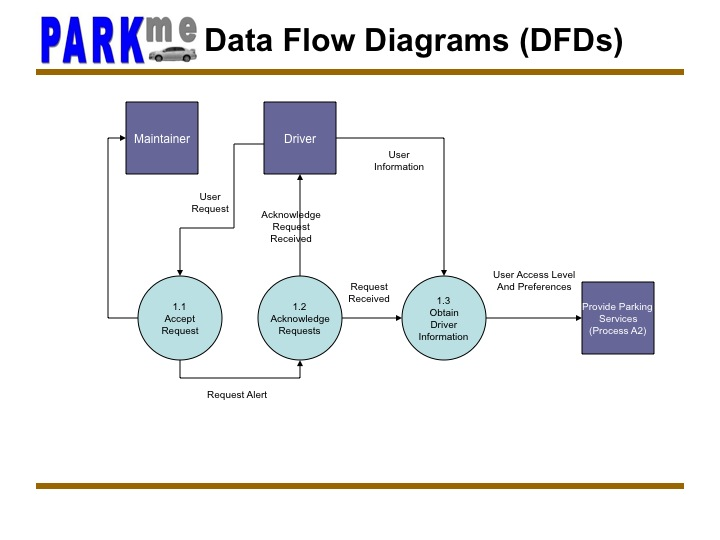 PARKme Data Flow Diagrams (DFDs)
Maintainer
Driver
User
Information
User
Request
Acknowledge
Request
Received
User Access Level
And Preferences
Request
Received
1.1
Accept
Request
1.2
Acknowledge
Requests
1.3
Obtain
Driver
Information
Provide Parking
Services
(Process A2)
Request Alert